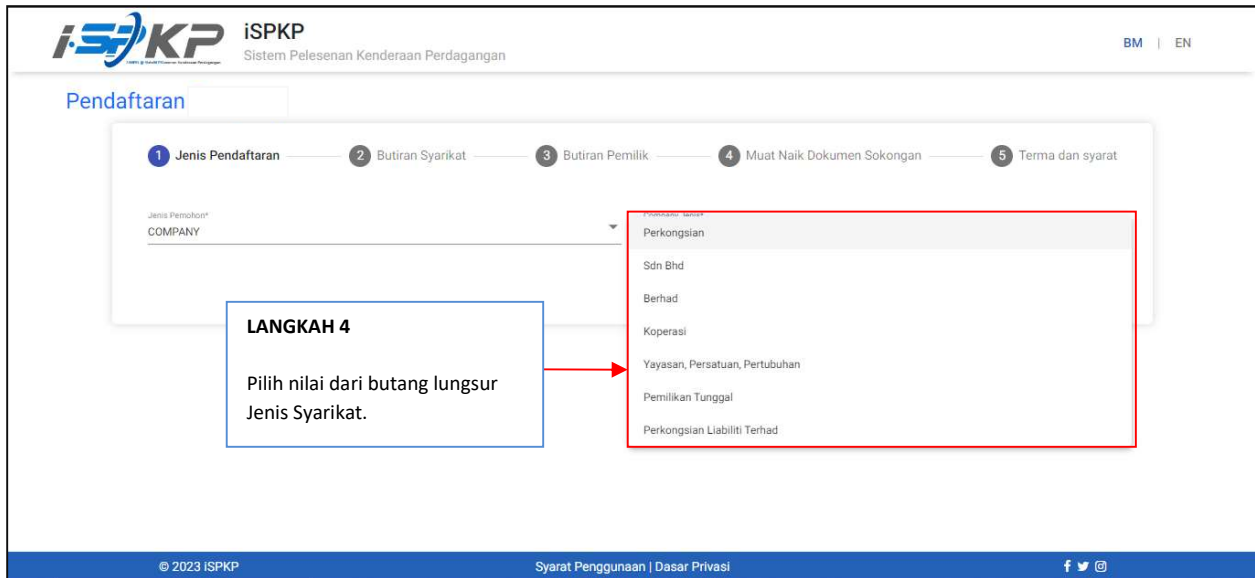 iSPKP
iSPKP
Sistem Pelesenan Kenderaan Perdagangan
BM | EN
Pendaftaran
1 Jenis Pendaftaran
2 Butiran Syarikat
3 Butiran Pemilik
4 Muat Naik Dokumen Sokongan
5 Terma dan syarat
Jenis Pemohon*
COMPANY
Company Jenis*
Perkongsian
Sdn Bhd
Berhad
Koperasi
Yayasan, Persatuan, Pertubuhan
Pemilikan Tunggal
Perkongsian Liabiliti Terhad
LANGKAH 4
Pilih nilai dari butang lungsur
Jenis Syarikat.
© 2023 iSPKP
Syarat Penggunaan | Dasar Privasi